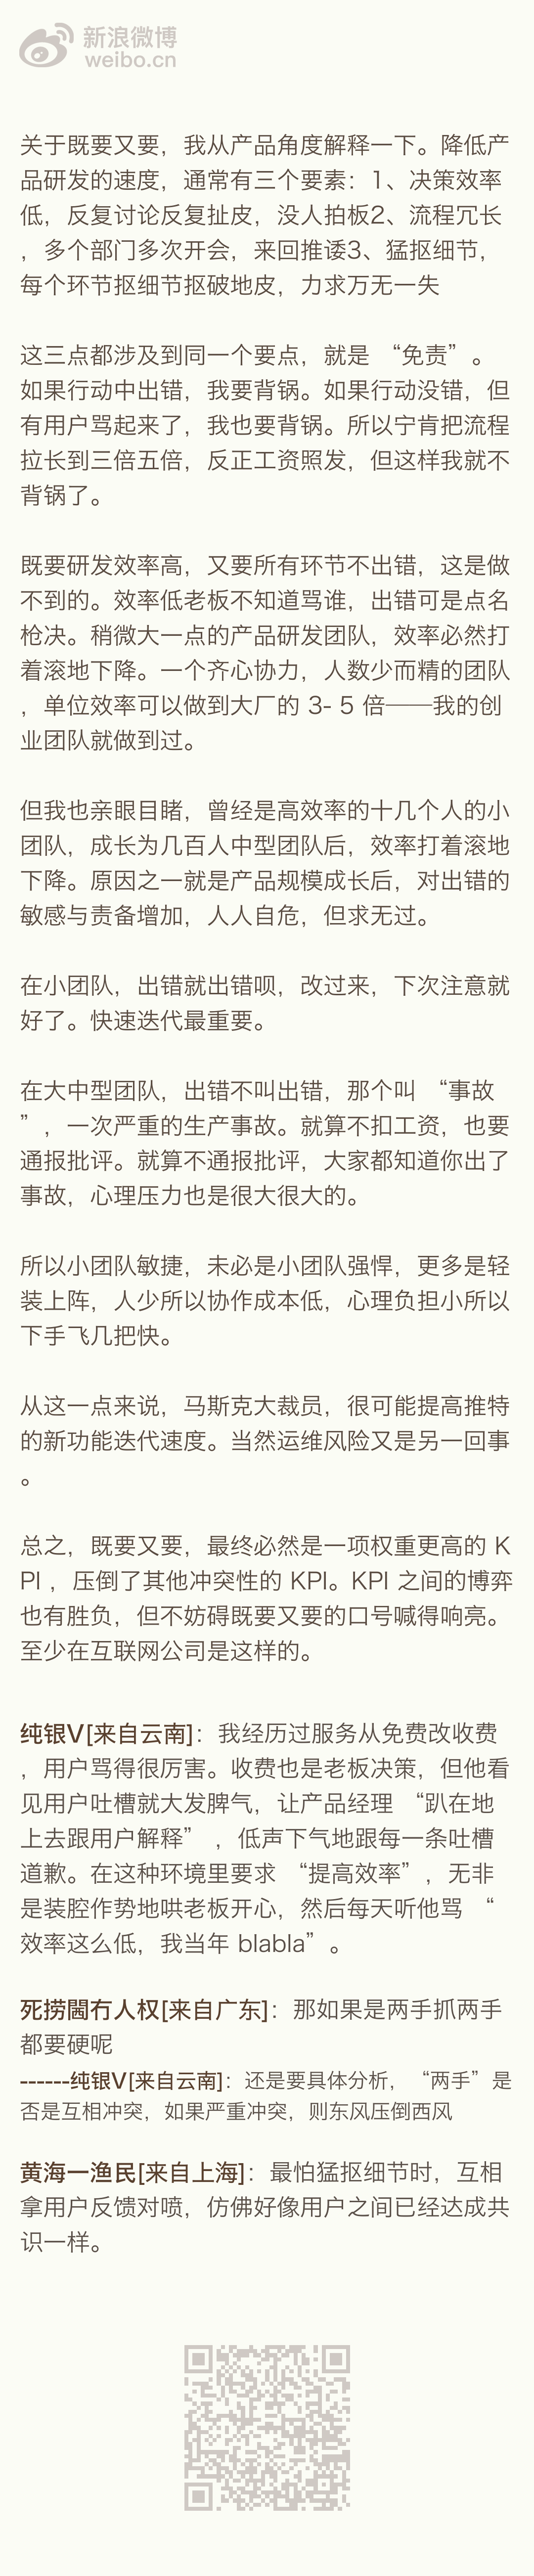 新浪微博
weibo.cn
关于既要又要，我从产品角度解释一下。降低产
品研发的速度，通常有三个要素：1、决策效率
低，反复讨论反复扯皮，没人拍板2、流程冗长
，多个部门多次开会，来回推诿3、猛抠细节，
每个环节抠细节抠破地皮，力求万无一失
这三点都涉及到同一个要点，就是 “免责” 。
如果行动中出错，我要背锅。如果行动没错，但
有用户骂起来了，我也要背锅。所以宁肯把流程
拉长到三倍五倍，反正工资照发，但这样我就不
背锅了。
既要研发效率高，又要所有环节不出错，这是做
不到的。效率低老板不知道骂谁，出错可是点名
枪决。稍微大一点的产品研发团队，效率必然打
着滚地下降。一个齐心协力，人数少而精的团队
，单位效率可以做到大厂的 3- 5 倍——我的创
业团队就做到过。
但我也亲眼目睹，曾经是高效率的十几个人的小
团队，成长为几百人中型团队后，效率打着滚地
下降。原因之一就是产品规模成长后，对出错的
敏感与责备增加，人人自危，但求无过。
在小团队，出错就出错呗，改过来，下次注意就
好了。快速迭代最重要。
在大中型团队，出错不叫出错，那个叫 “事故
” ，一次严重的生产事故。就算不扣工资，也要
通报批评。就算不通报批评，大家都知道你出了
事故，心理压力也是很大很大的。
所以小团队敏捷，未必是小团队强悍，更多是轻
装上阵，人少所以协作成本低，心理负担小所以
下手飞几把快。
从这一点来说，马斯克大裁员，很可能提高推特
的新功能迭代速度。当然运维风险又是另一回事
。
总之，既要又要，最终必然是一项权重更高的 K
PI ，压倒了其他冲突性的 KPI。KPI 之间的博弈
也有胜负，但不妨碍既要又要的口号喊得响亮。
至少在互联网公司是这样的。
纯银V[来自云南]：我经历过服务从免费改收费
，用户骂得很厉害。收费也是老板决策，但他看
见用户吐槽就大发脾气，让产品经理 “趴在地
上去跟用户解释” ，低声下气地跟每一条吐槽
道歉。在这种环境里要求 “提高效率” ，无非
是装腔作势地哄老板开心，然后每天听他骂 “
效率这么低，我当年 blabla” 。
死捞閪冇人权[来自广东]：那如果是两手抓两手
都要硬呢
------纯银V[来自云南]：还是要具体分析， “两手” 是
否是互相冲突，如果严重冲突，则东风压倒西风
黄海一渔民[来自上海]：最怕猛抠细节时，互相
拿用户反馈对喷，仿佛好像用户之间已经达成共
识一样。